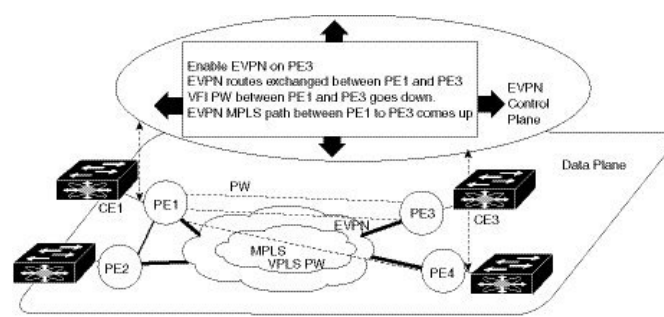 Enable EVPN on PE3
EVPN routes exchanged between PE1 and PE3
VFI PW between PE1 and PE3 goes down.
EVPN MPLS path between PE1 to PE3 comes up
EVPN
Control
Plane
Data Plane
PW
CE1
PE1
PE3
CE3
EVPN
MPLS
VPLS PW
PE2
PE4